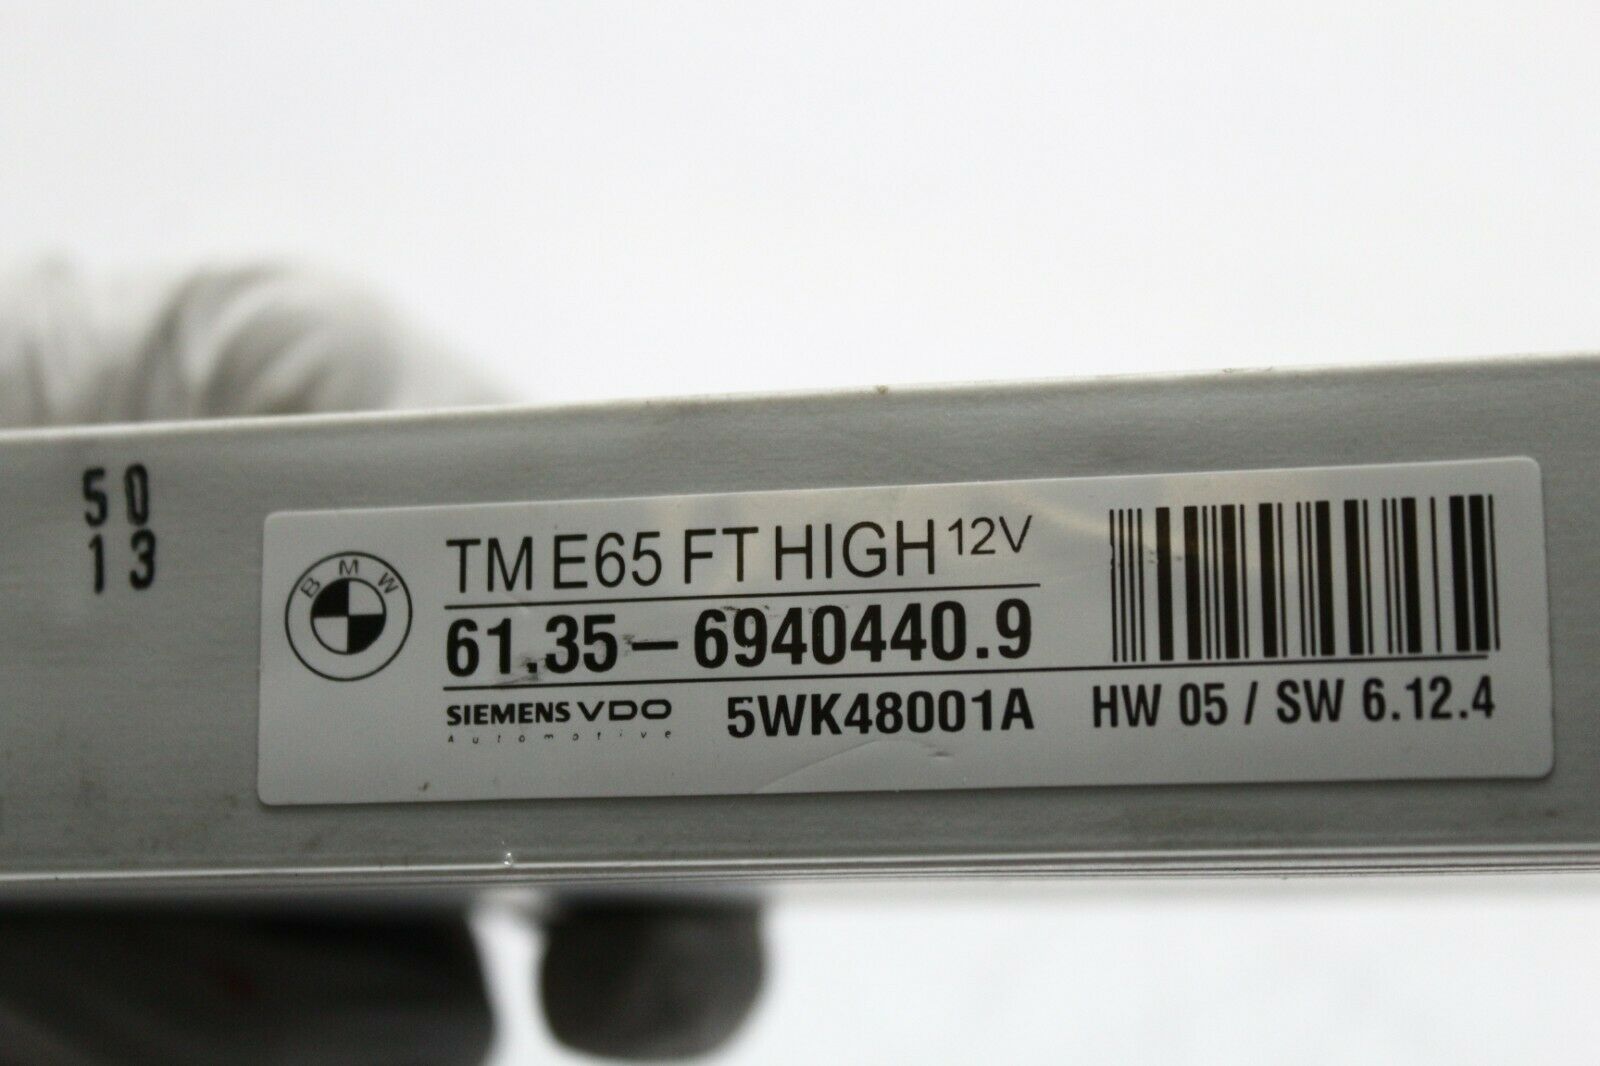 50
13
BMW
TM E65 FT HIGH 12V
61.35-6940440.9
SIEMENS VDO
Automotive
5WK48001A
HW 05 / SW 6.12.4